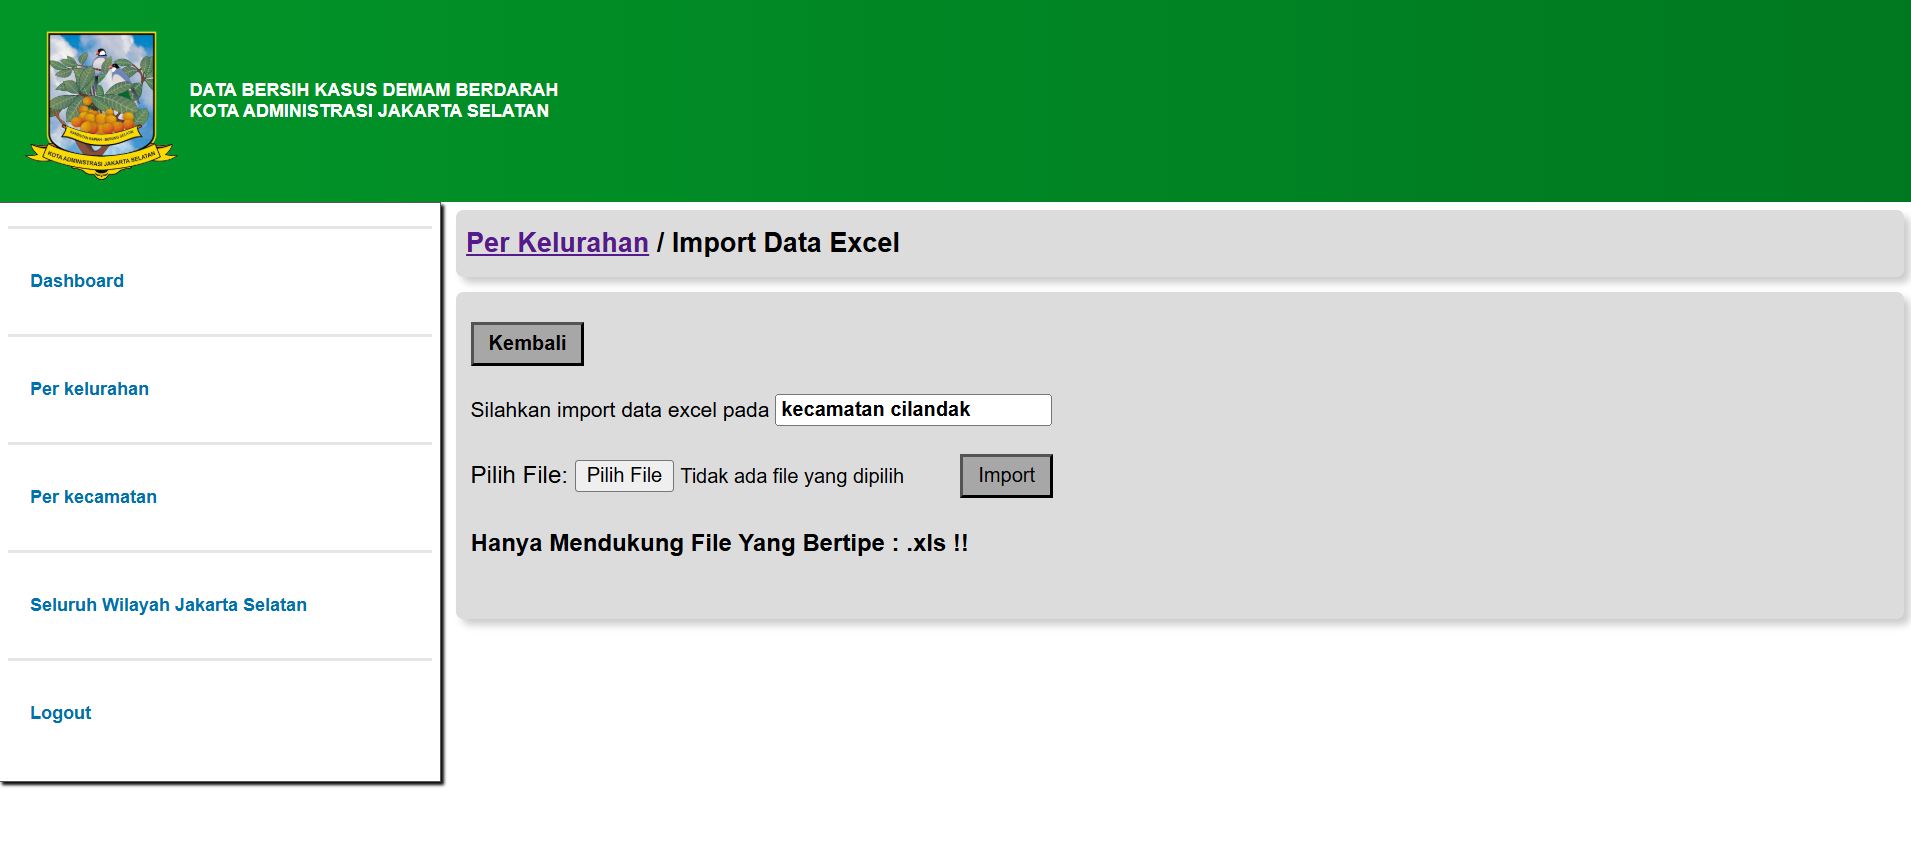 DATA BERSIH KASUS DEMAM BERDARAH
KOTA ADMINISTRASI JAKARTA SELATAN
KOTA ADMINISTRASI JAKARTA SELATAN
Dashboard
Per kelurahan
Per kecamatan
Seluruh Wilayah Jakarta Selatan
Logout
Per Kelurahan / Import Data Excel
Kembali
Silahkan import data excel pada kecamatan cilandak
Pilih File: Pilih File Tidak ada file yang dipilih Import
Hanya Mendukung File Yang Bertipe : .xls !!